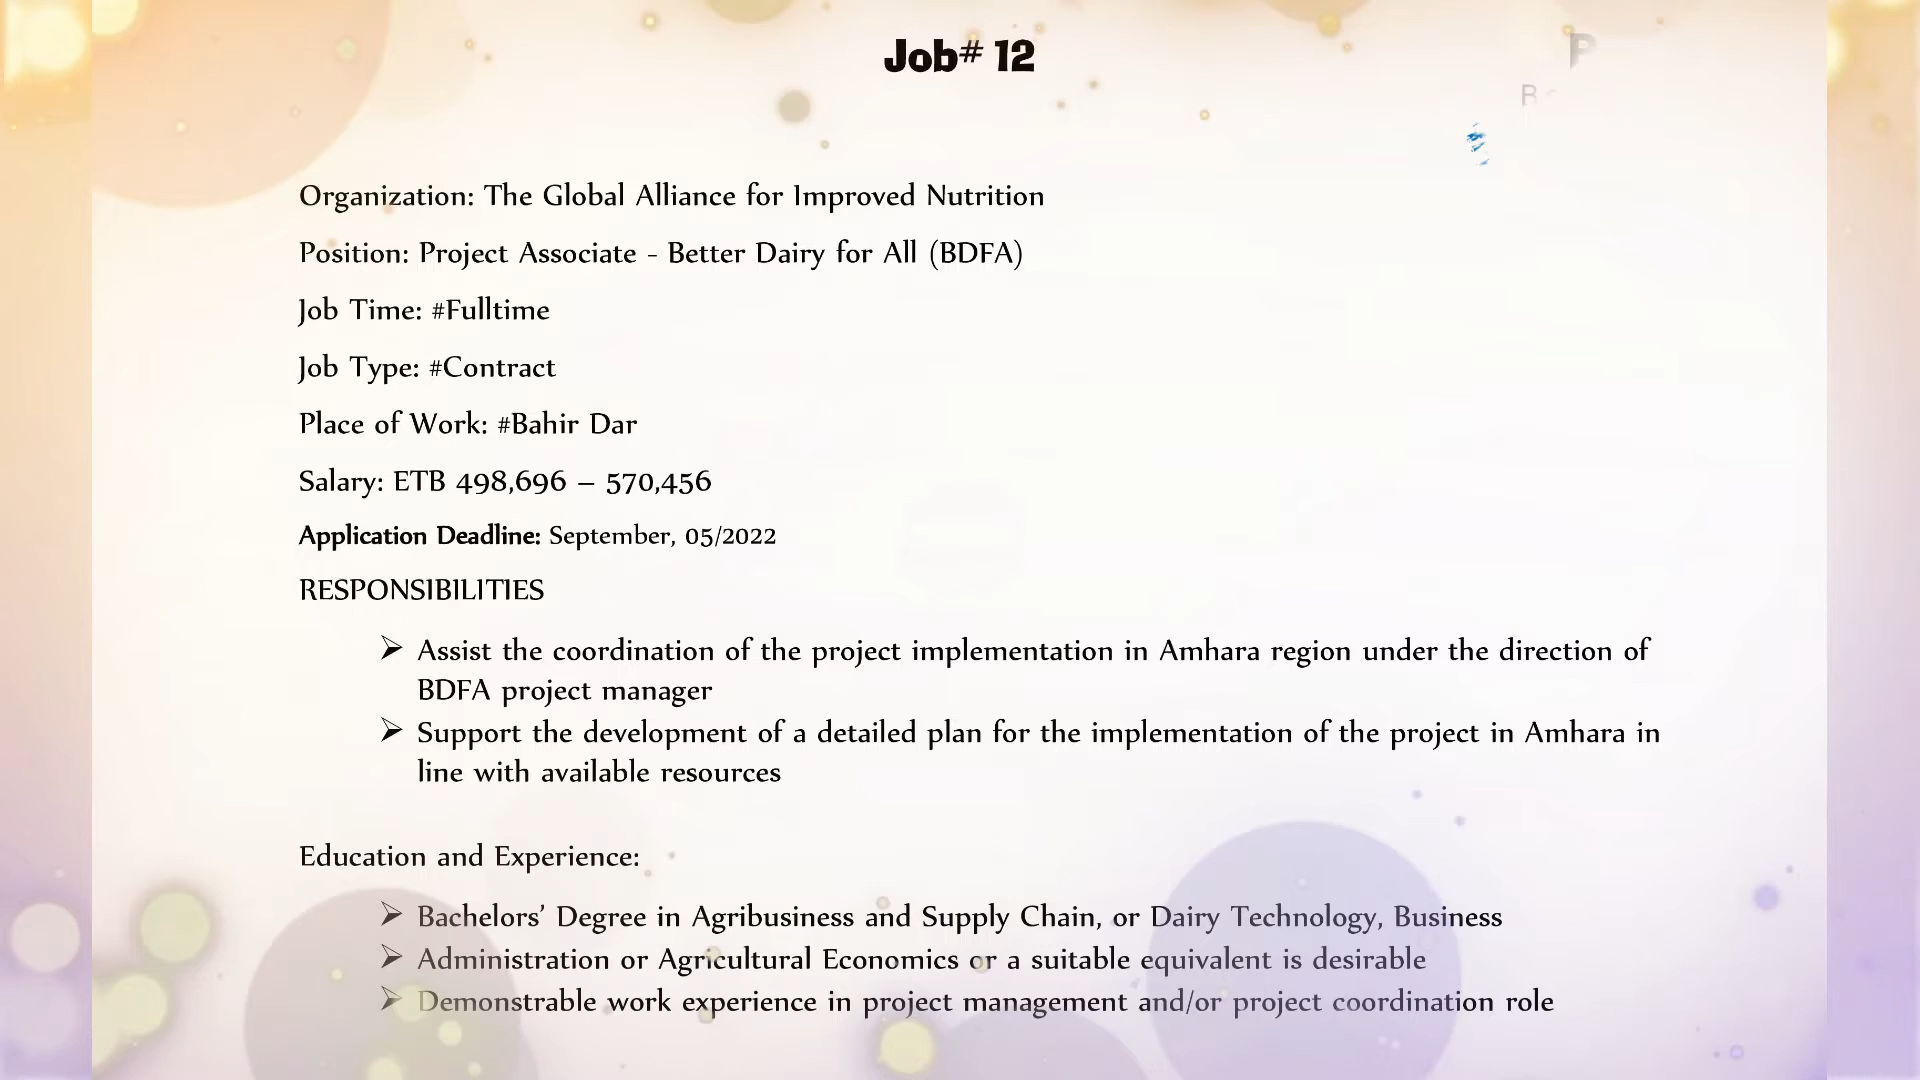 Job# 12
Organization: The Global Alliance for Improved Nutrition
Position: Project Associate - Better Dairy for All (BDFA)
Job Time: #Fulltime
Job Type: #Contract
Place of Work: #Bahir Dar
Salary: ETB 498,696 – 570,456
Application Deadline: September, 05/2022
RESPONSIBILITIES
➢ Assist the coordination of the project implementation in Amhara region under the direction of
BDFA project manager
➢ Support the development of a detailed plan for the implementation of the project in Amhara in
line with available resources
Education and Experience:
➢ Bachelors’ Degree in Agribusiness and Supply Chain, or Dairy Technology, Business
➢ Administration or Agricultural Economics or a suitable equivalent is desirable
➢ Demonstrable work experience in project management and/or project coordination role